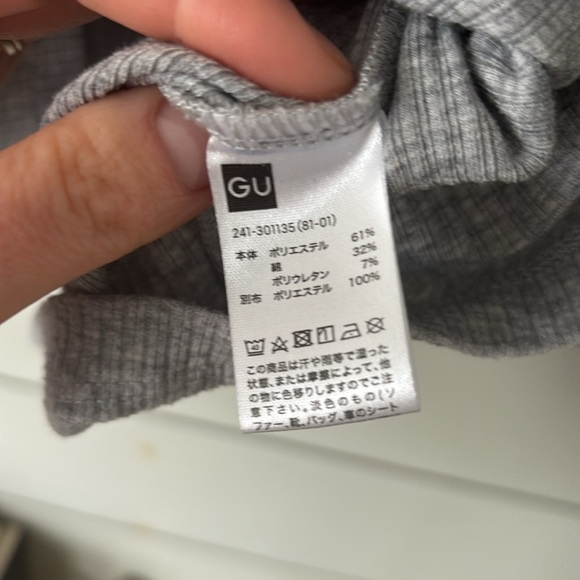 GU
241-301135(81-01)
本体 ポリエステル 61%
綿 32%
ポリウレタン 7%
別布 ポリエステル 100%
40
この商品は汗や雨等で湿った
状態、または摩擦によって、他
の物に色移りしますのでご注
意下さい。淡色のもの(ソ
ファー、靴、バッグ、車のシート